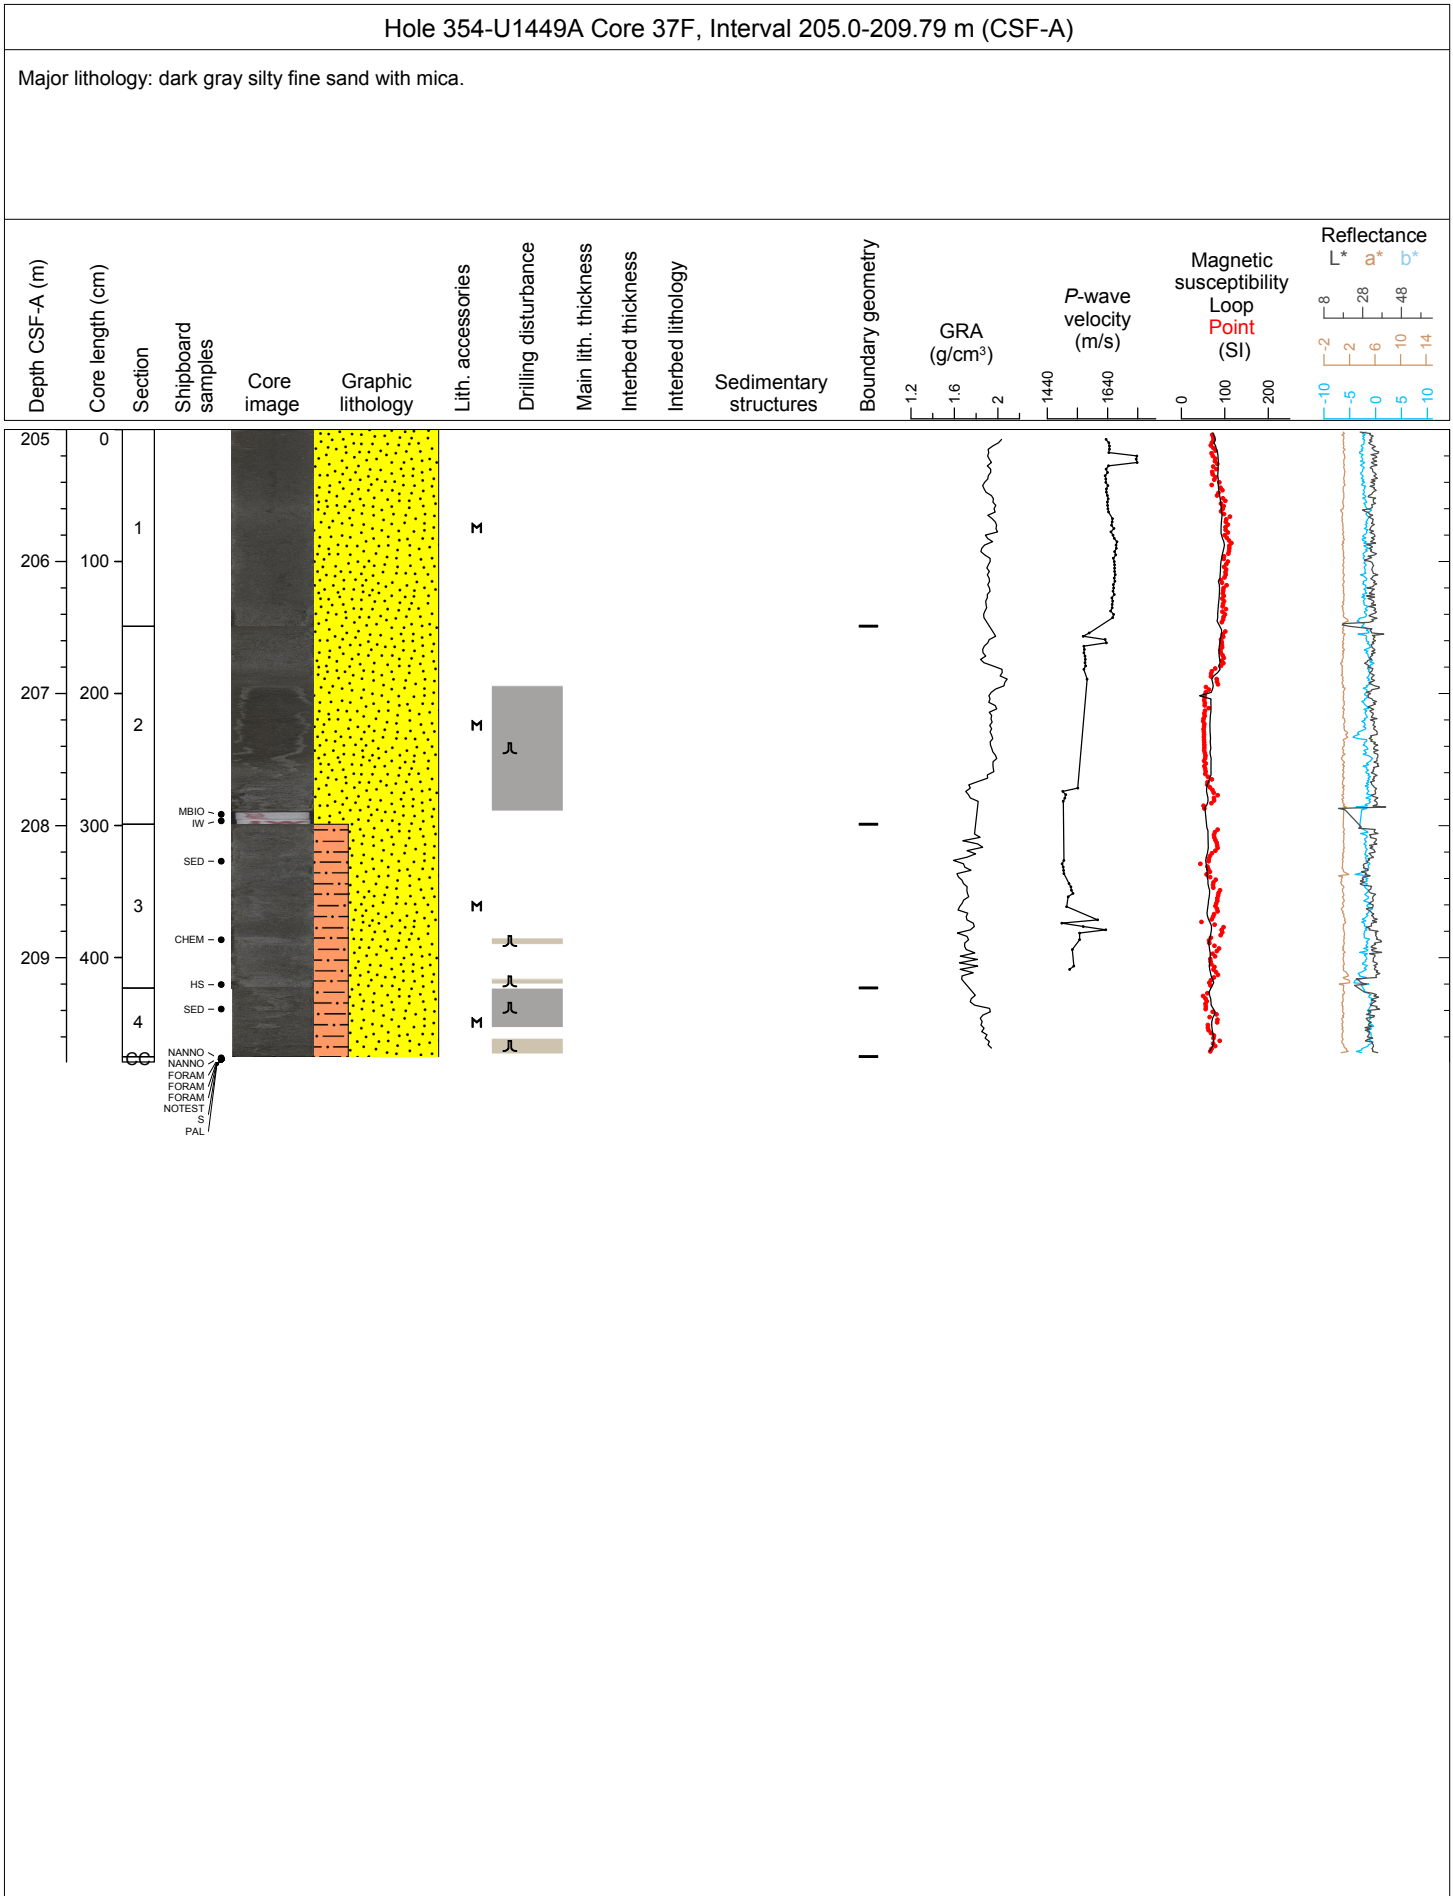 Hole 354-U1449A Core 37F, Interval 205.0-209.79 m (CSF-A)
Major lithology: dark gray silty fine sand with mica.
Depth CSF-A (m)
Core length (cm)
Section
Shipboard
samples
Core
image
Graphic
lithology
Lith. accessories
Drilling disturbance
Main lith. thickness
Interbed thickness
Interbed lithology
Sedimentary
structures
Boundary geometry
GRA
(g/cm³)
1.2 1.6 2
P-wave
velocity
(m/s)
1440 1640
Magnetic
susceptibility
Loop
Point
(SI)
0 100 200
Reflectance
L* a* b*
8 28 48
-2 2 6 10 14
-10 -5 0 5 10
205 0
1
M
206 100
207 200
2
M
MBIO
208 300
IW
SED
3
M
CHEM
209 400
HS
SED
4
M
CC
NANNO
NANNO
FORAM
FORAM
FORAM
NOTEST
S
PAL